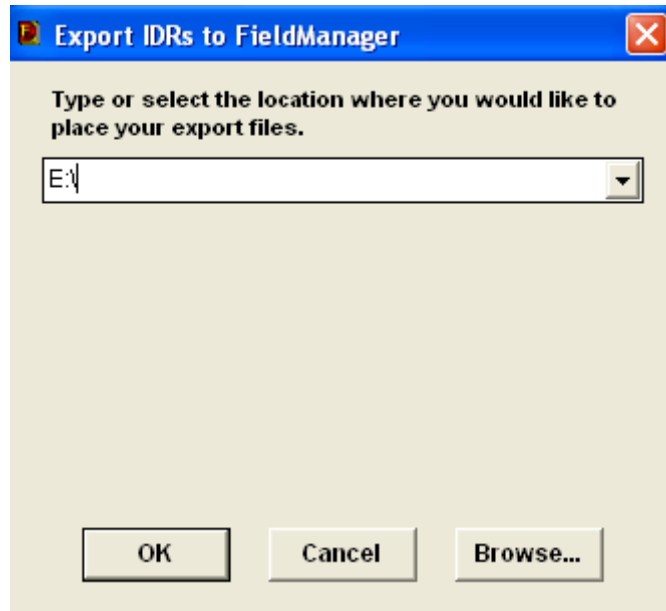 Export IDRs to FieldManager
Type or select the location where you would like to
place your export files.
E:\
OK Cancel Browse...